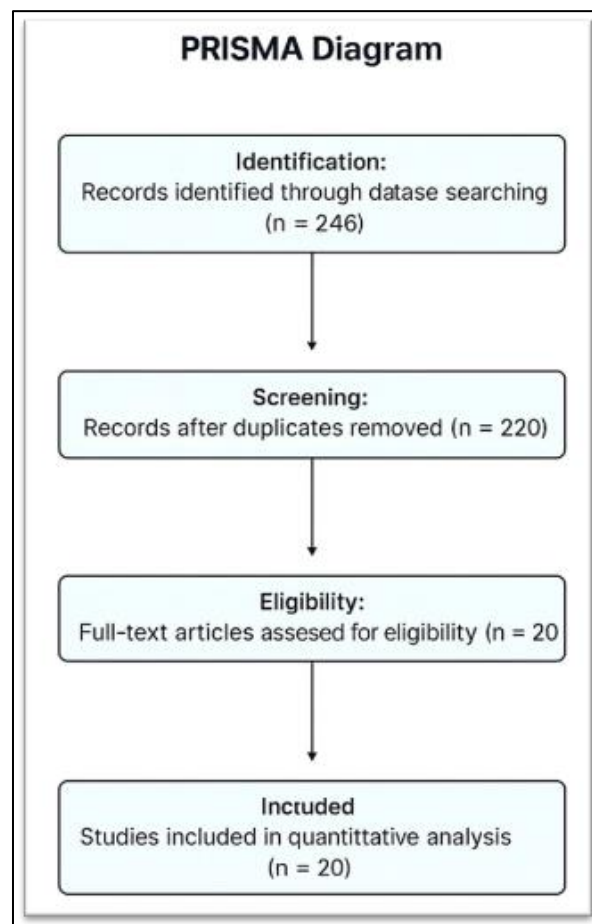 PRISMA Diagram
Identification:
Records identified through datase searching
(n = 246)
Screening:
Records after duplicates removed (n = 220)
Eligibility:
Full-text articles assesed for eligibility (n = 20
Inctuded
Studies included in quantittative analysis
(n = 20)